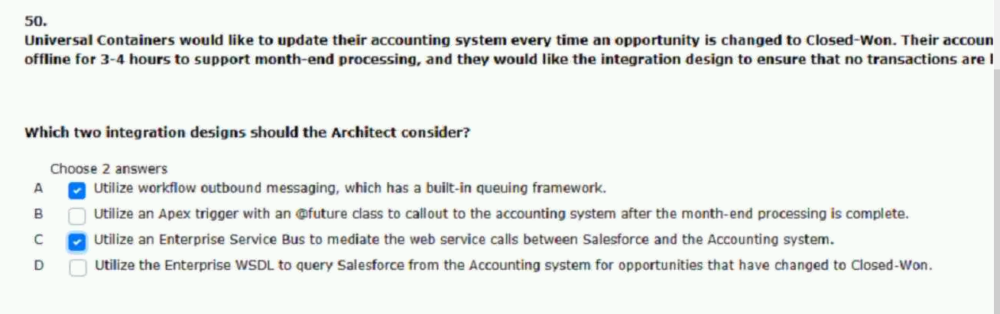 50.
Universal Containers would like to update their accounting system every time an opportunity is changed to Closed-Won. Their accoun
offline for 3-4 hours to support month-end processing, and they would like the integration design to ensure that no transactions are l
Which two integration designs should the Architect consider?
Choose 2 answers
A Utilize workflow outbound messaging, which has a built-in queuing framework.
B Utilize an Apex trigger with an @future class to callout to the accounting system after the month-end processing is complete.
C Utilize an Enterprise Service Bus to mediate the web service calls between Salesforce and the Accounting system.
D Utilize the Enterprise WSDL to query Salesforce from the Accounting system for opportunities that have changed to Closed-Won.